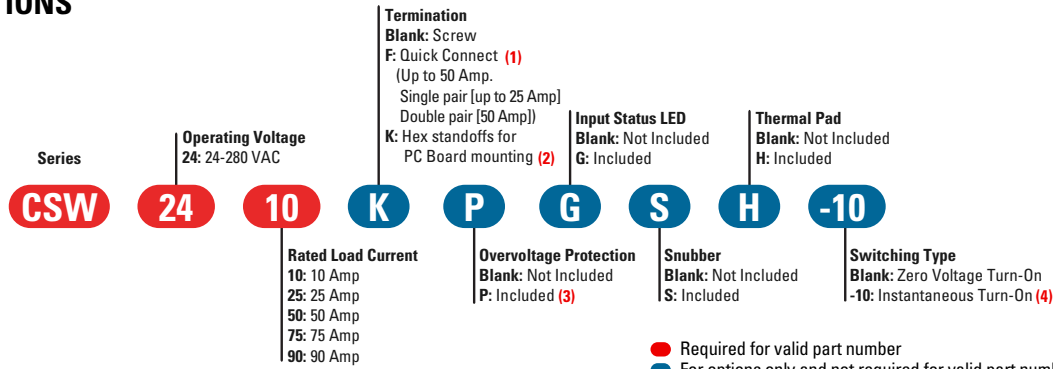 IONS
Termination
Blank: Screw
F: Quick Connect (1)
(Up to 50 Amp.
Single pair [up to 25 Amp]
Double pair [50 Amp])
K: Hex standoffs for
PC Board mounting (2)
Series
Operating Voltage
24: 24-280 VAC
Input Status LED
Blank: Not Included
G: Included
Thermal Pad
Blank: Not Included
H: Included
CSW 24 10 K P G S H -10
Rated Load Current
10: 10 Amp
25: 25 Amp
50: 50 Amp
75: 75 Amp
90: 90 Amp
Overvoltage Protection
Blank: Not Included
P: Included (3)
Snubber
Blank: Not Included
S: Included
Switching Type
Blank: Zero Voltage Turn-On
-10: Instantaneous Turn-On (4)
Required for valid part number
For options only and not required for valid part num